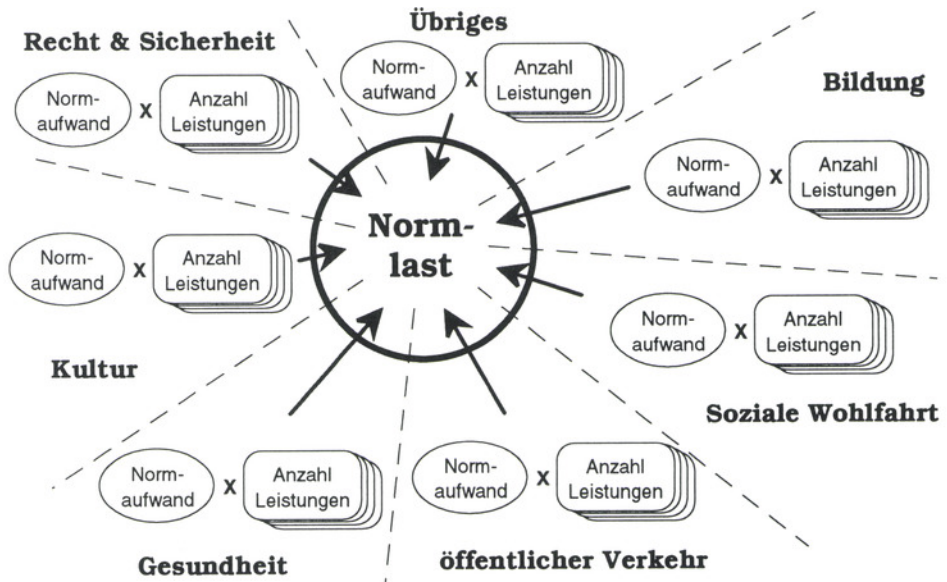 Übriges
Norm-
aufwand
X
Anzahl
Leistungen
Recht & Sicherheit
Norm-
aufwand
X
Anzahl
Leistungen
Bildung
Norm-
aufwand
X
Anzahl
Leistungen
Norm-
last
Norm-
aufwand
X
Anzahl
Leistungen
Kultur
Norm-
aufwand
X
Anzahl
Leistungen
Soziale Wohlfahrt
Norm-
aufwand
X
Anzahl
Leistungen
Gesundheit
Norm-
aufwand
X
Anzahl
Leistungen
öffentlicher Verkehr